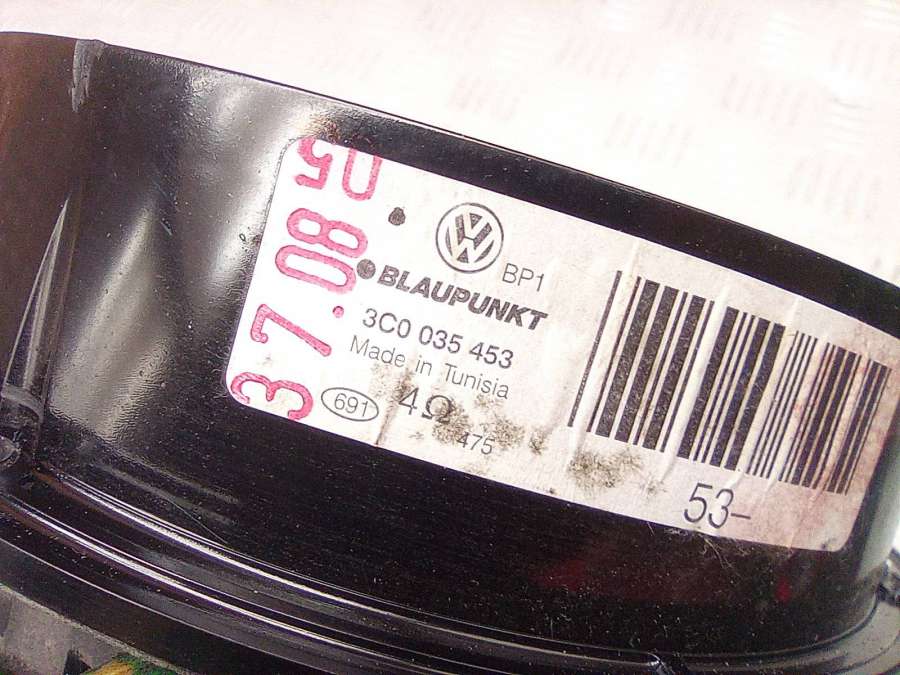 37.08 05
VW
BP1
BLAUPUNKT
3C0 035 453
Made in Tunisia
691
4Ω
475
53-